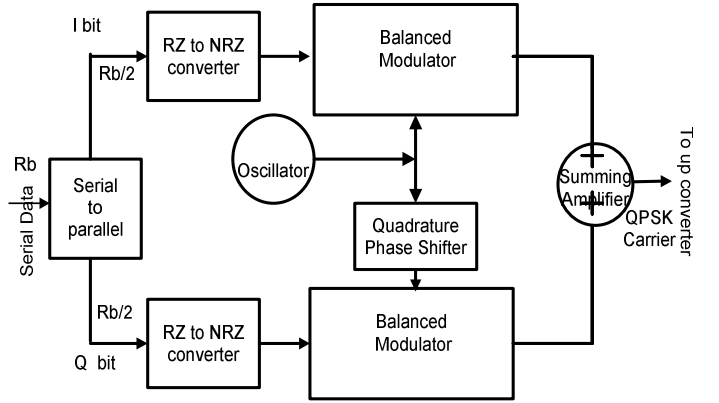 I bit
RZ to NRZ
converter
Balanced
Modulator
Rb/2
Oscillator
Rb
Serial Data
Serial
to
parallel
Summing
Amplifier
QPSK
Carrier
To up converter
Quadrature
Phase Shifter
Rb/2
RZ to NRZ
converter
Balanced
Modulator
Q bit